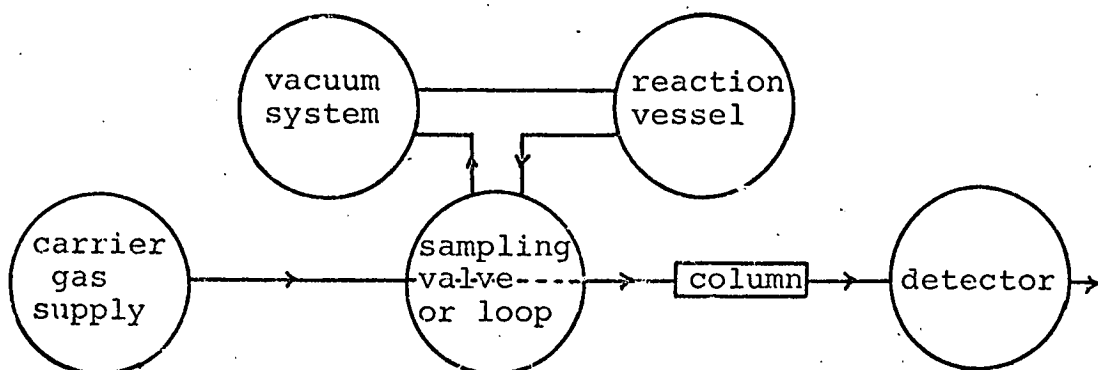 vacuum
system
reaction
vessel
carrier
gas
supply
sampling
valve
or loop
column
detector